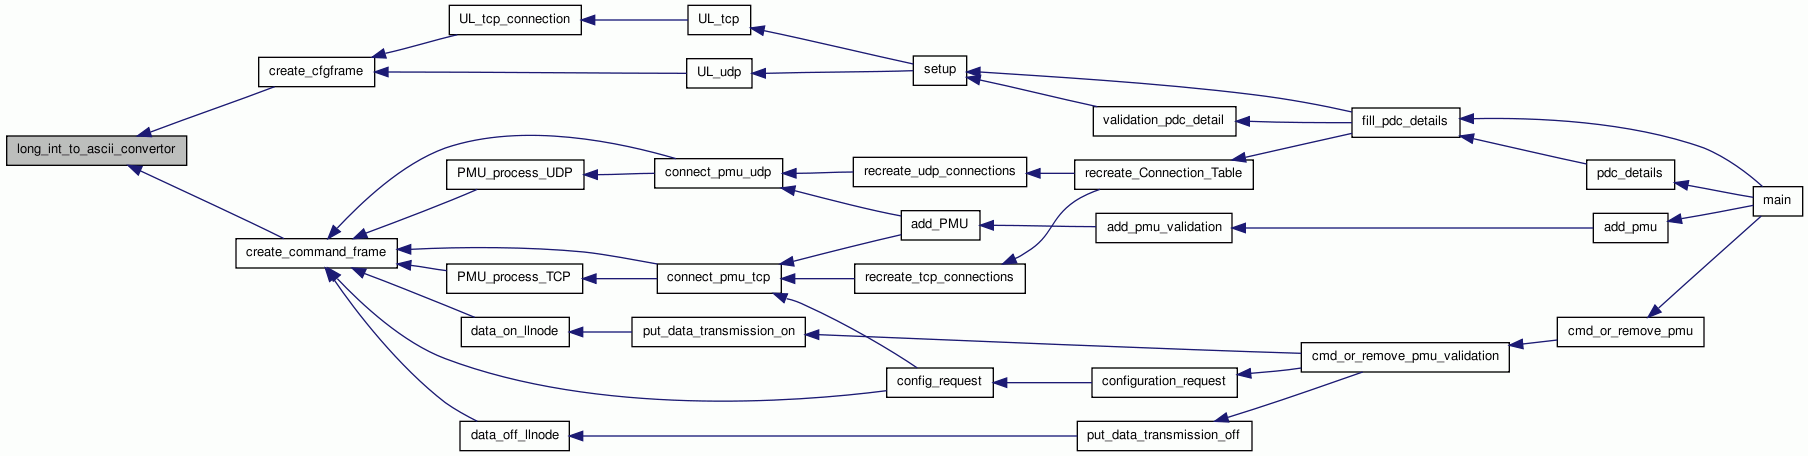 UL_tcp_connection
UL_tcp
create_cfgframe
UL_udp
setup
validation_pdc_detail
fill_pdc_details
long_int_to_ascii_convertor
PMU_process_UDP
connect_pmu_udp
recreate_udp_connections
recreate_Connection_Table
pdc_details
main
add_PMU
add_pmu_validation
add_pmu
create_command_frame
PMU_process_TCP
connect_pmu_tcp
recreate_tcp_connections
data_on_llnode
put_data_transmission_on
cmd_or_remove_pmu
cmd_or_remove_pmu_validation
config_request
configuration_request
data_off_llnode
put_data_transmission_off